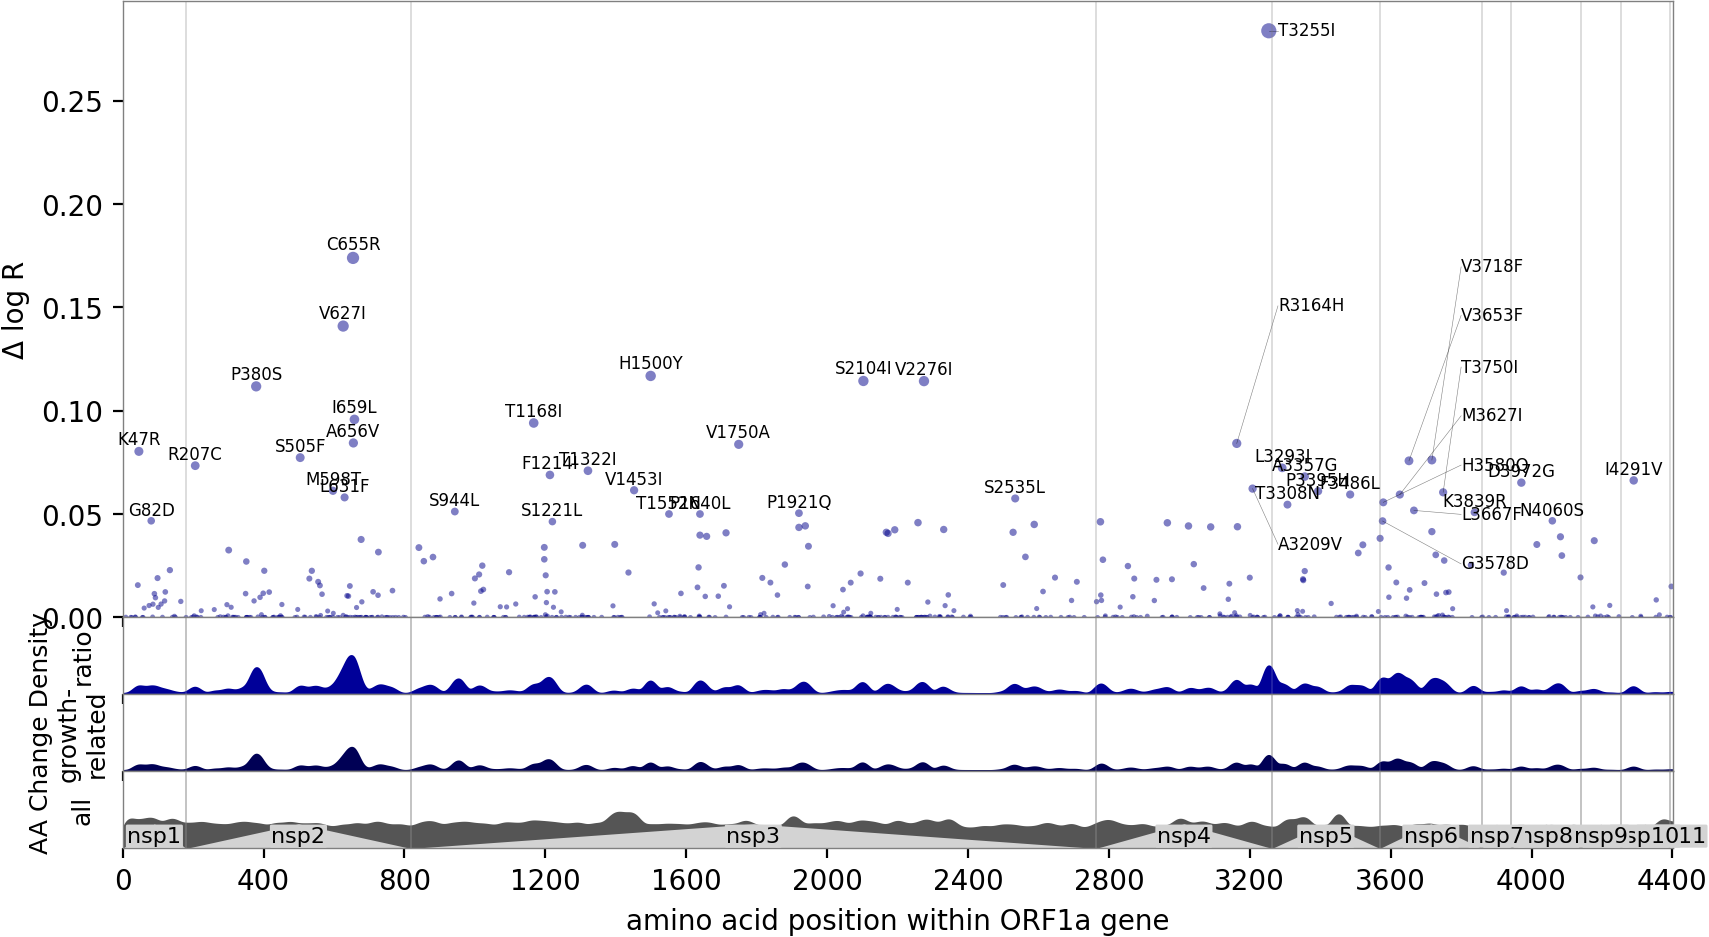 T3255I
0.25
0.20
C655R
V3718F
R3164H
0.15
V627I
V3653F
Δ log R
H1500Y
S2104I V2276I
T3750I
P380S
I659L
0.10
T1168I
M3627I
K47R
A656V
V1750A
S505F
R207C
F1214I
T1322I
L3293I
A3357G
H3580Q
D3972G
I4291V
M598T
V1453I
P3395H
F3486L
L631F
S944L
T1552K
P1640L
P1921Q
S2535L
T3308N
K3839R
G82D
S1221L
0.05
L3667F
N4060S
A3209V
G3578D
0.00
AA Change Density
ratio
growth-
related
all
nsp1
nsp2
nsp3
nsp4
nsp5
nsp6
nsp7
nsp8
nsp9
sp1011
0 400 800 1200 1600 2000 2400 2800 3200 3600 4000 4400
amino acid position within ORF1a gene